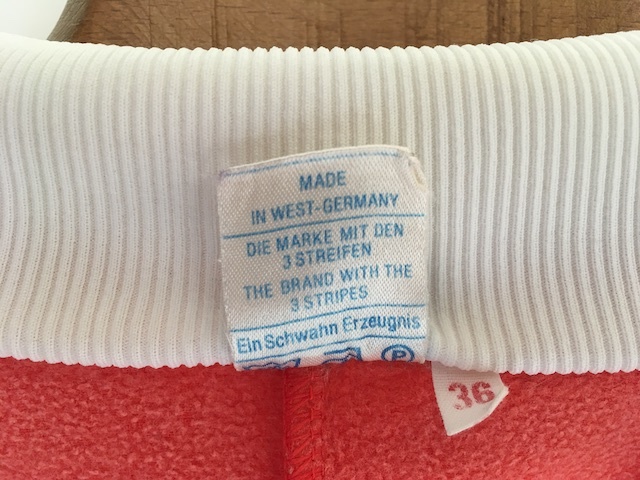 MADE
IN WEST-GERMANY
DIE MARKE MIT DEN
3 STREIFEN
THE BRAND WITH THE
3 STRIPES
Ein Schwahn Erzeugnis
P
36